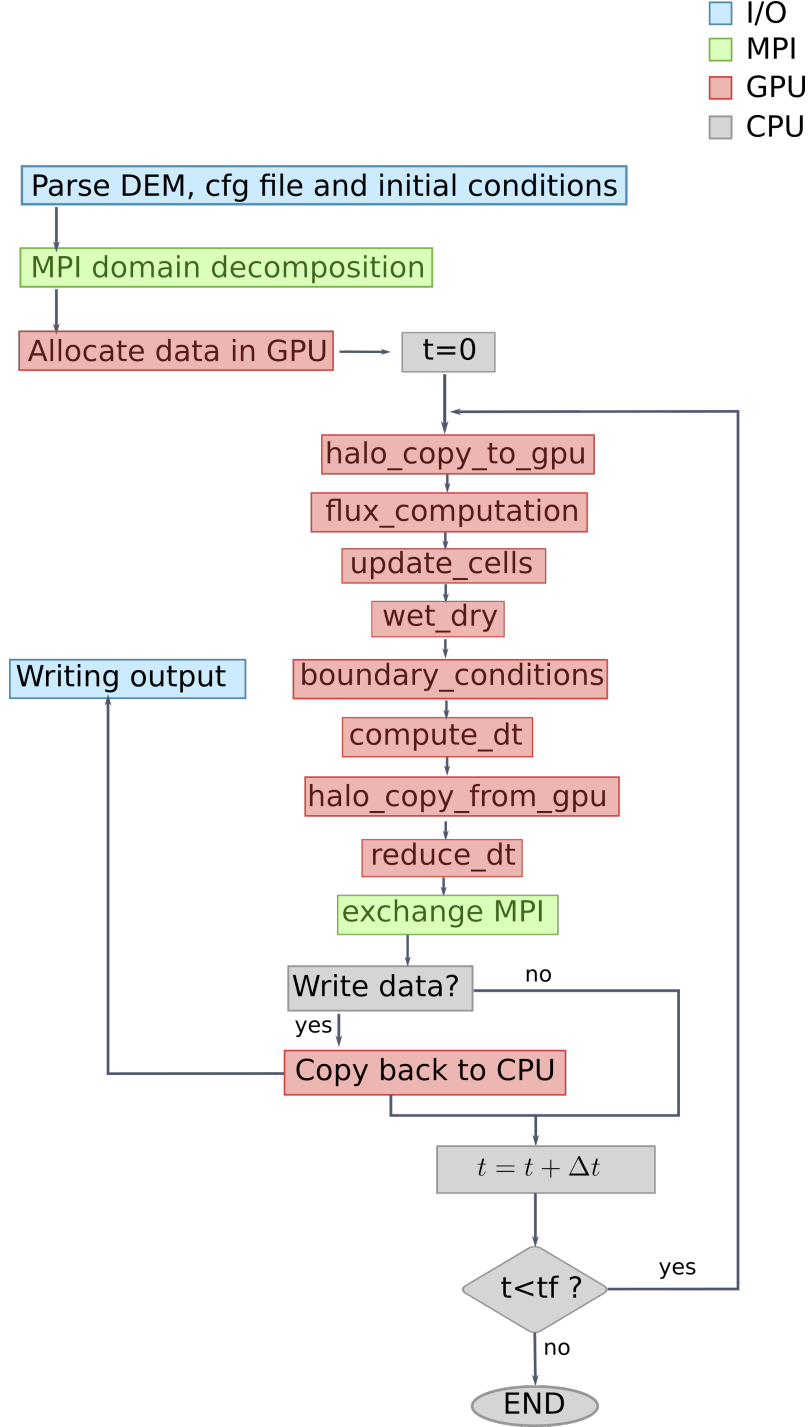 I/O
MPI
GPU
CPU
Parse DEM, cfg file and initial conditions
MPI domain decomposition
Allocate data in GPU
t=0
halo_copy_to_gpu
flux_computation
update_cells
wet_dry
Writing output
boundary_conditions
compute_dt
halo_copy_from_gpu
reduce_dt
exchange MPI
Write data?
no
yes
Copy back to CPU
t = t + Δt
t<tf ?
yes
no
END